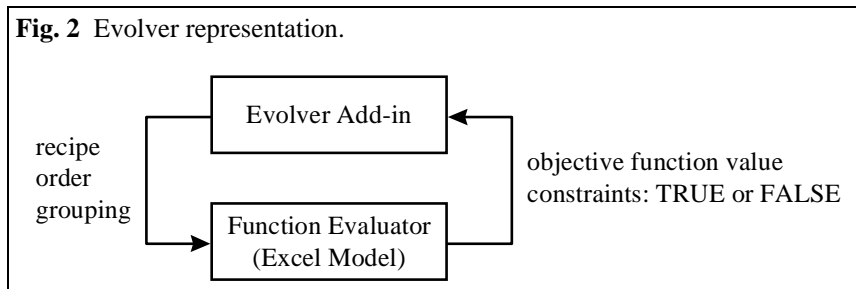 Fig. 2 Evolver representation.
Evolver Add-in
recipe
order
grouping
objective function value
constraints: TRUE or FALSE
Function Evaluator
(Excel Model)